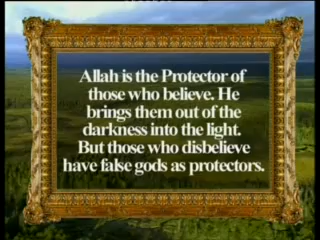 Allah is the Protector of
those who believe. He
brings them out of the
darkness into the light.
But those who disbelieve
have false gods as protectors.